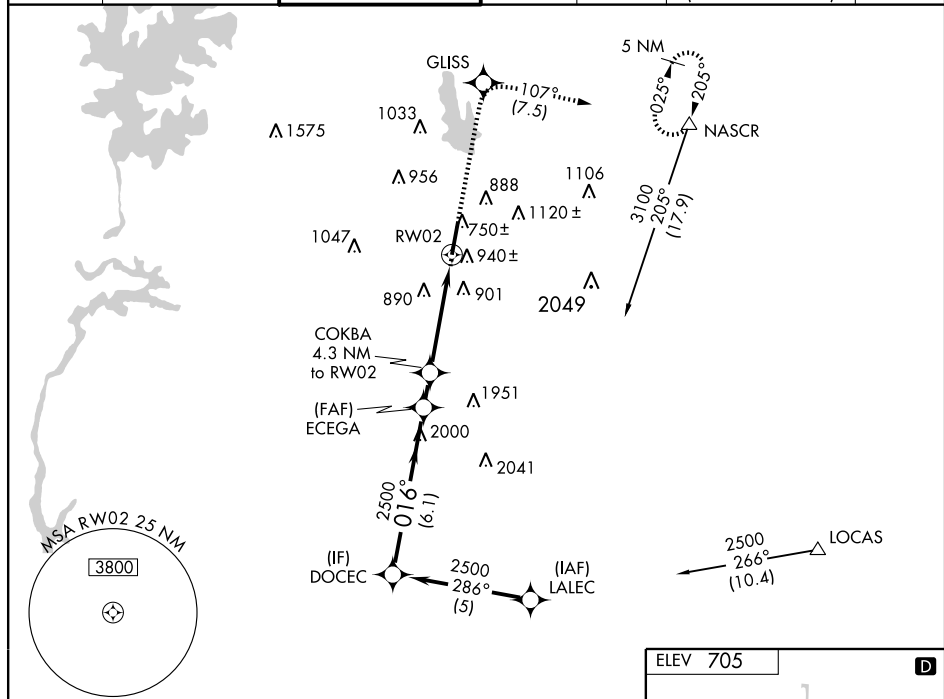 5 NM
GLISS
107°
(7.5)
025°
205°
NASCR
1033
1575
956
888
1106
1120 ±
3100
205°
(17.9)
750±
1047
RW02
940±
890
901
2049
COKBA
4.3 NM
to RW02
(FAF)
ECEGA
1951
2000
2041
2500
016°
(6.1)
MSA RW02 25 NM
3800
(IF)
DOCEC
2500
286°
(5)
(IAF)
LALEC
2500
266°
(10.4)
LOCAS
ELEV 705
D